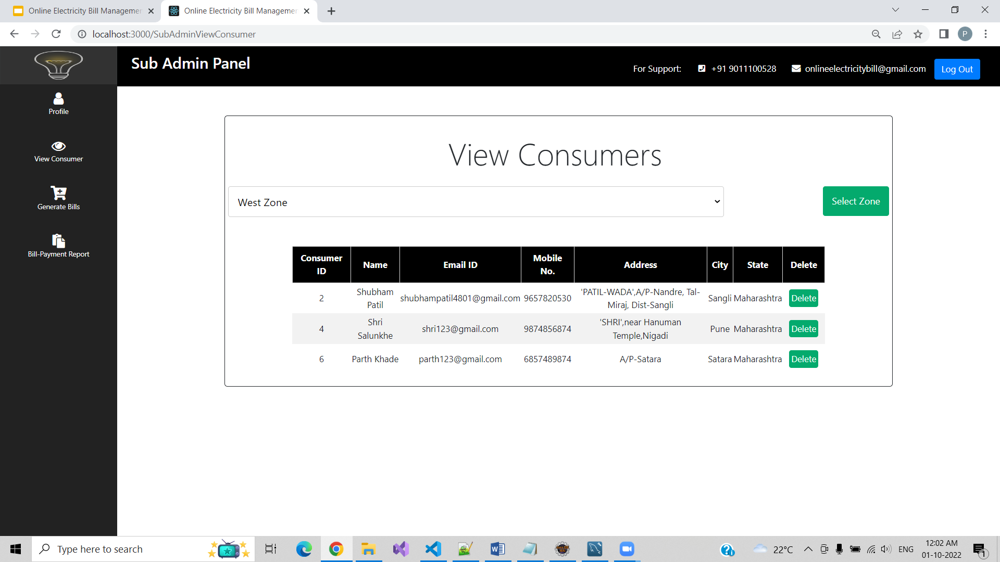 Online Electricity Bill Managemen
Online Electricity Bill Managemen
localhost:3000/SubAdminViewConsumer
P
Sub Admin Panel
For Support:
+91 9011100528
onlineelectricitybill@gmail.com
Log Out
Profile
View Consumer
Generate Bills
Bill-Payment Report
View Consumers
West Zone
Select Zone
Consumer
ID
Name
Email ID
Mobile
No.
Address
City
State
Delete
2
Shubham
Patil
shubhampatil4801@gmail.com
9657820530
'PATIL-WADA',A/P-Nandre, Tal-
Miraj, Dist-Sangli
Sangli
Maharashtra
Delete
4
Shri
Salunkhe
shri123@gmail.com
9874856874
'SHRI',near Hanuman
Temple,Nigadi
Pune
Maharashtra
Delete
6
Parth Khade
parth123@gmail.com
6857489874
A/P-Satara
Satara
Maharashtra
Delete
Type here to search
22°C
ENG
12:02 AM
01-10-2022
1